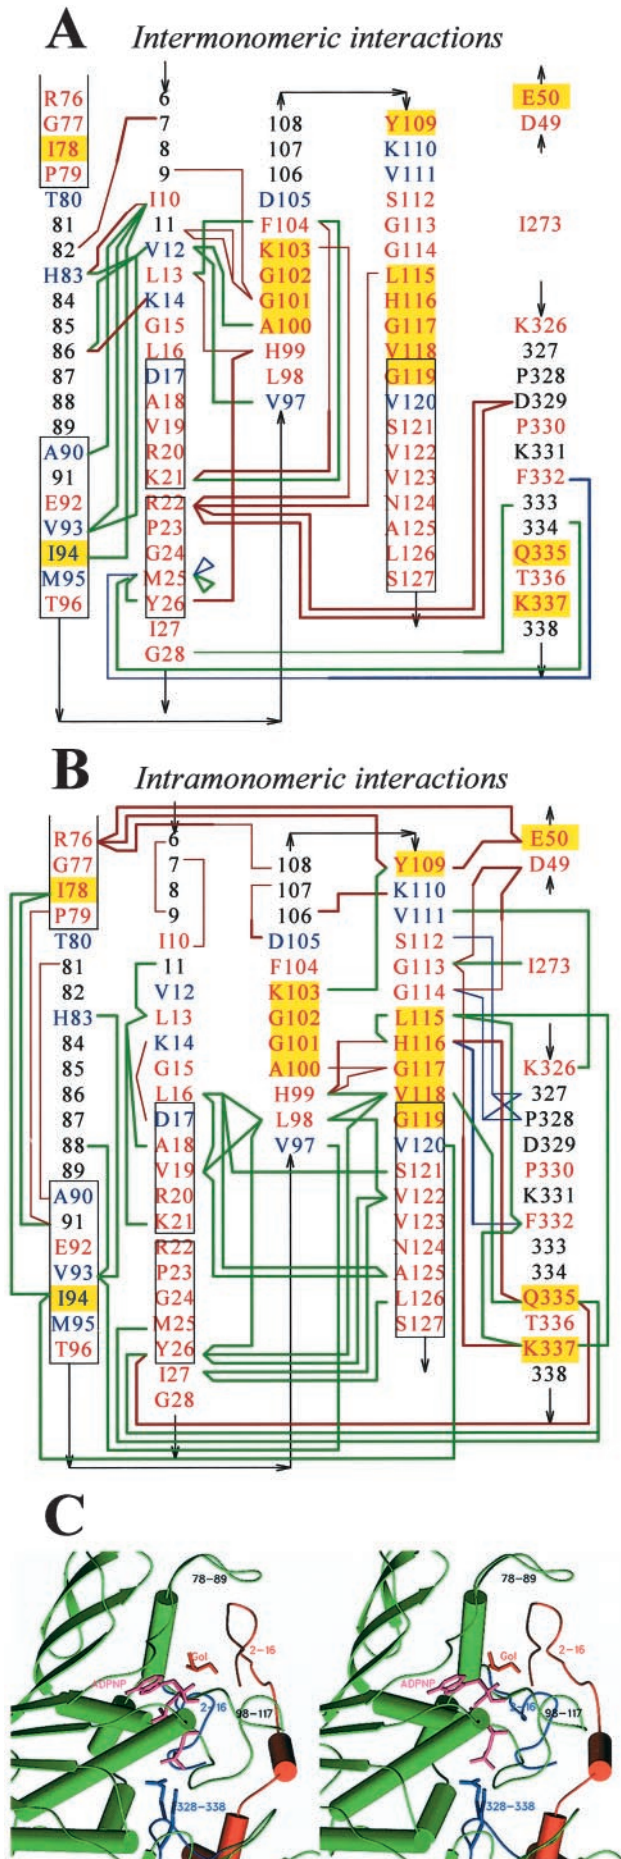 A
Intermonomeric interactions
R76 6 E50
G77 7 108 Y109 D49
I78 8 107 K110
P79 9 106 V111
T80 I10 D105 S112
81 11 F104 G113 I273
82 V12 K103 G114
H83 L13 G102 L115
84 K14 G101 H116
85 G15 A100 G117 K326
86 L16 H99 V118 327
87 D17 L98 G119 P328
88 A18 V97 V120 D329
89 V19 S121 P330
A90 R20 V122 K331
91 K21 V123 F332
E92 R22 N124 333
V93 P23 A125 334
I94 G24 L126 Q335
M95 M25 S127 T336
T96 Y26 K337
I27 338
G28
B
Intramonomeric interactions
R76 6 E50
G77 7 108 Y109 D49
I78 8 107 K110
P79 9 106 V111
T80 I10 D105 S112
81 11 F104 G113 I273
82 V12 K103 G114
H83 L13 G102 L115
84 K14 G101 H116
85 G15 A100 G117 K326
86 L16 H99 V118 327
87 D17 L98 G119 P328
88 A18 V97 V120 D329
89 V19 S121 P330
A90 R20 V122 K331
91 K21 V123 F332
E92 R22 N124 333
V93 P23 A125 334
I94 G24 L126 Q335
M95 M25 S127 T336
T96 Y26 K337
I27 338
G28
C
78-89 78-89
2-16 2-16
Gol Gol
ADPNP ADPNP
2-16 98-117 2-16 98-117
328-338 328-338